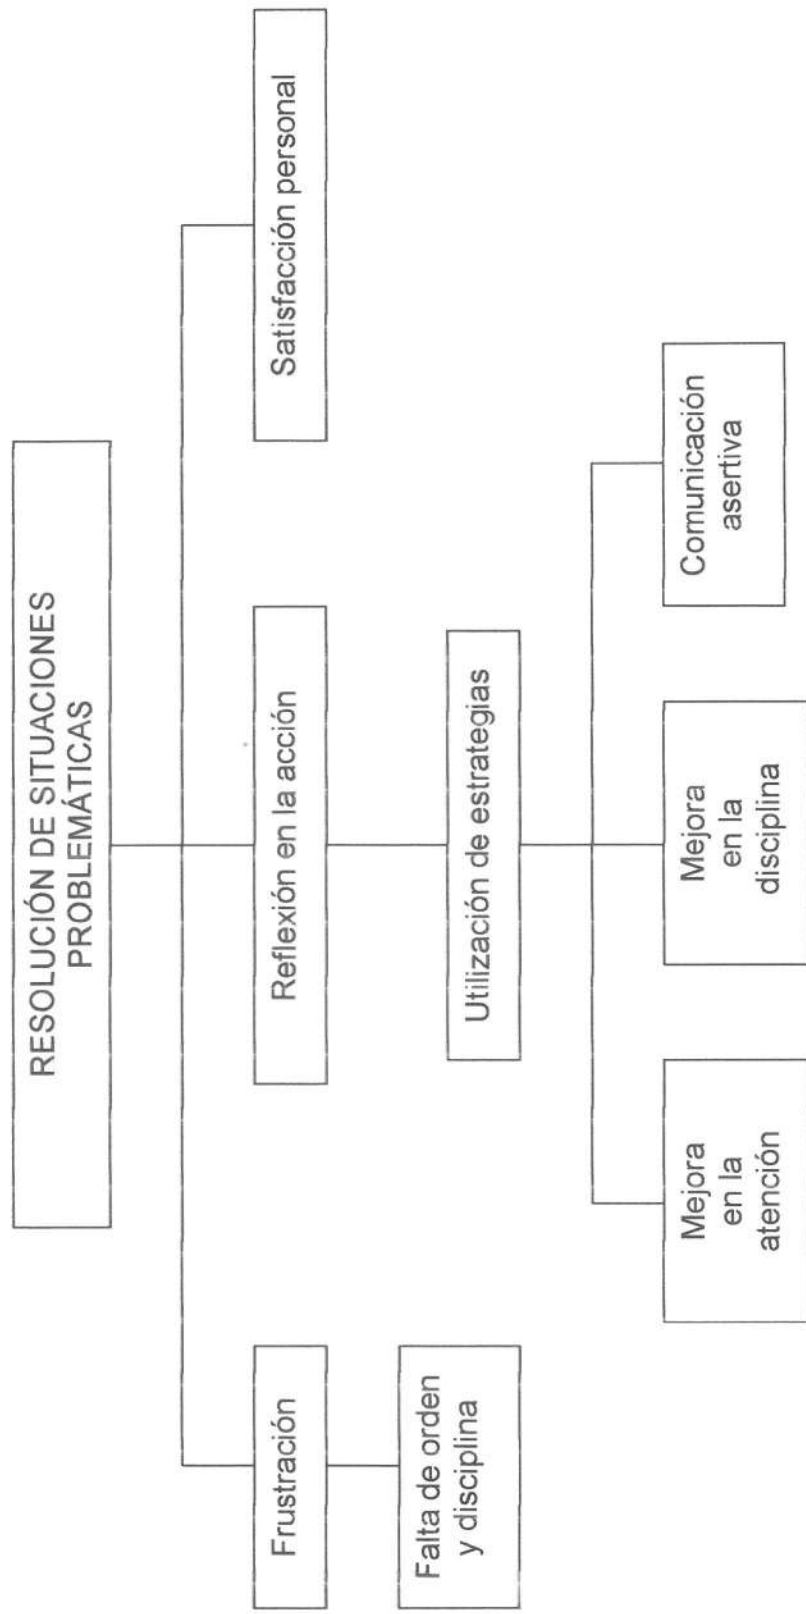 RESOLUCIÓN DE SITUACIONES
PROBLEMÁTICAS
Frustración
Reflexión en la acción
Satisfacción personal
Falta de orden
y disciplina
Utilización de estrategias
Mejora
en la
atención
Mejora
en la
disciplina
Comunicación
asertiva